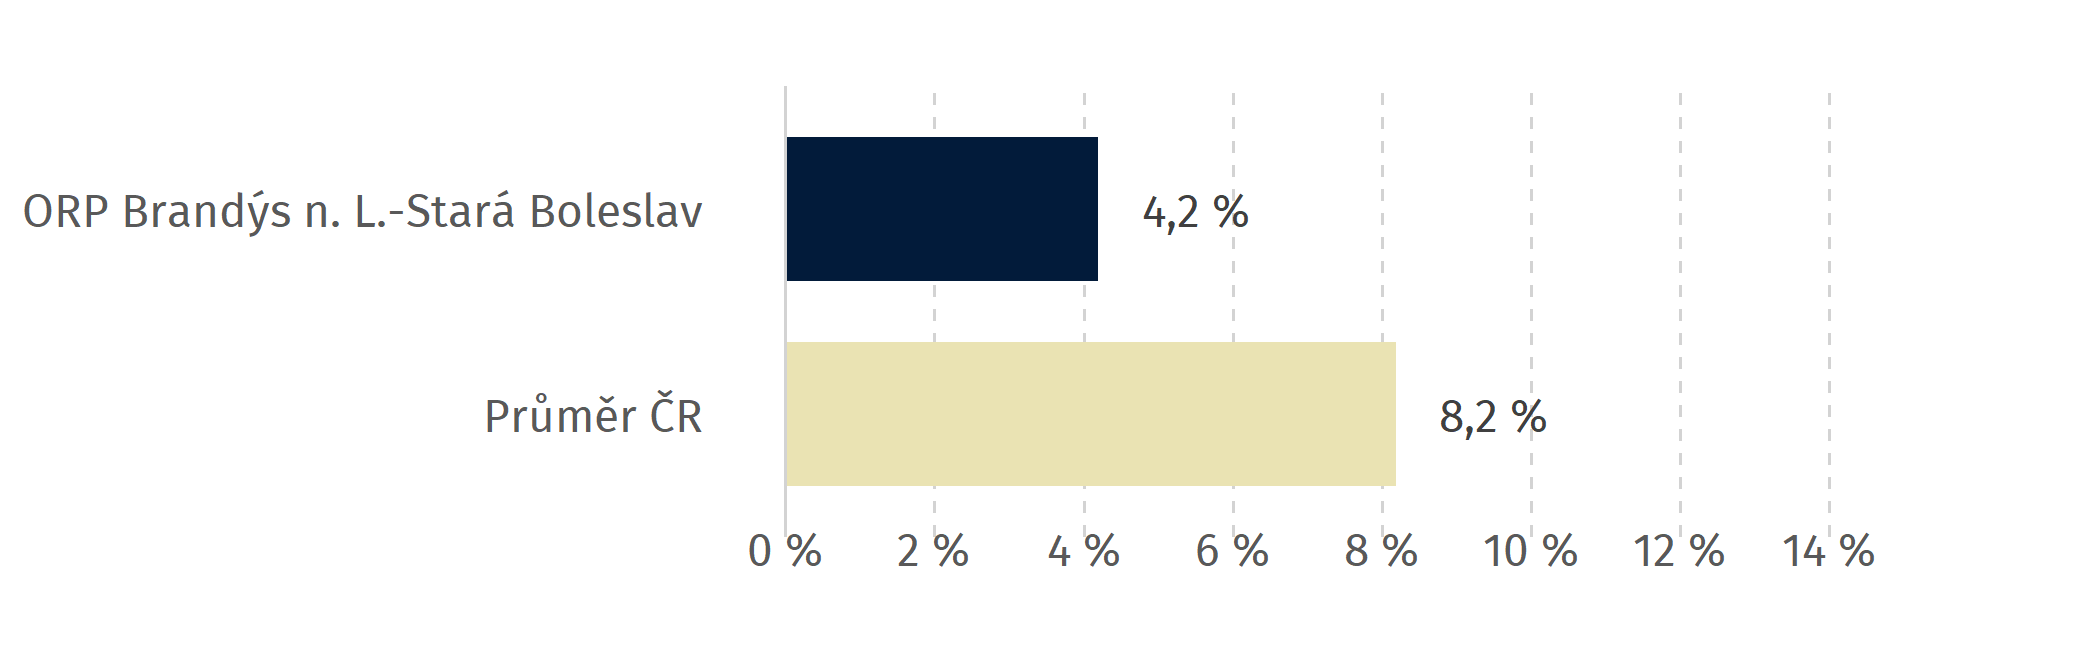 ORP Brandýs n. L.-Stará Boleslav
4,2 %
Průměr ČR
8,2 %
0 % 2 % 4 % 6 % 8 % 10 % 12 % 14 %